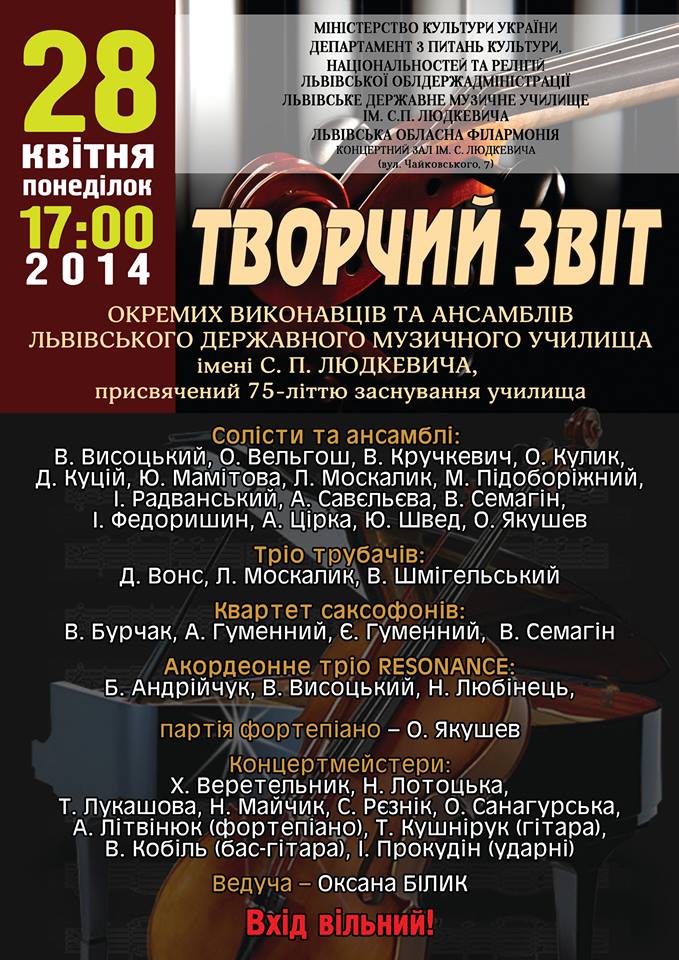 28
КВІТНЯ
ПОНЕДІЛОК
17:00
2014
МІНІСТЕРСТВО КУЛЬТУРИ УКРАЇНИ
ДЕПАРТАМЕНТ З ПИТАНЬ КУЛЬТУРИ,
НАЦІОНАЛЬНОСТЕЙ ТА РЕЛІГІЙ
ЛЬВІВСЬКОЇ ОБЛДЕРЖАДМІНІСТРАЦІЇ
ЛЬВІВСЬКЕ ДЕРЖАВНЕ МУЗИЧНЕ УЧИЛИЩЕ
ІМ. С.П. ЛЮДКЕВИЧА
ЛЬВІВСЬКА ОБЛАСНА ФІЛАРМОНІЯ
КОНЦЕРТНИЙ ЗАЛ ІМ. С. ЛЮДКЕВИЧА
(вул. Чайковського, 7)
ТВОРЧИЙ ЗВІТ
ОКРЕМИХ ВИКОНАВЦІВ ТА АНСАМБЛІВ
ЛЬВІВСЬКОГО ДЕРЖАВНОГО МУЗИЧНОГО УЧИЛИЩА
імені С. П. ЛЮДКЕВИЧА,
присвячений 75-літтю заснування училища
Солісти та ансамблі:
В. Висоцький, О. Вельгош, В. Кручкевич, О. Кулик,
Д. Куцій, Ю. Мамітова, Л. Москалик, М. Підоборіжний,
І. Радванський, А. Савєльєва, В. Семагін,
І. Федоришин, А. Цірка, Ю. Швед, О. Якушев
Тріо трубачів:
Д. Вонс, Л. Москалик, В. Шмігельський
Квартет саксофонів:
В. Бурчак, А. Гуменний, Є. Гуменний, В. Семагін
Акордеонне тріо RESONANCE:
Б. Андрійчук, В. Висоцький, Н. Любінець,
партія фортепіано – О. Якушев
Концертмейстери:
Х. Веретельник, Н. Лотоцька,
Т. Лукашова, Н. Майчик, С. Рєзнік, О. Санагурська,
А. Літвінюк (фортепіано), Т. Кушнірук (гітара),
В. Кобіль (бас-гітара), І. Прокудін (ударні)
Ведуча – Оксана БІЛИК
Вхід вільний!